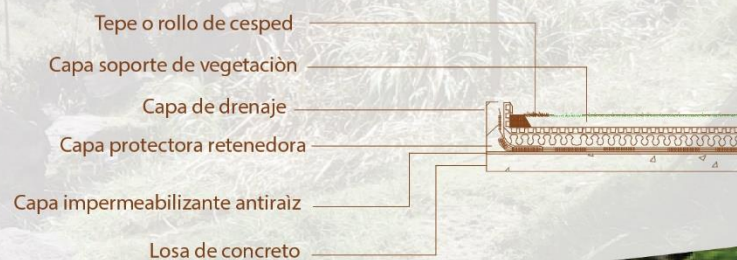 Tepe o rollo de cesped
Capa soporte de vegetaciòn
Capa de drenaje
Capa protectora retenedora
Capa impermeabilizante antiraìz
Losa de concreto